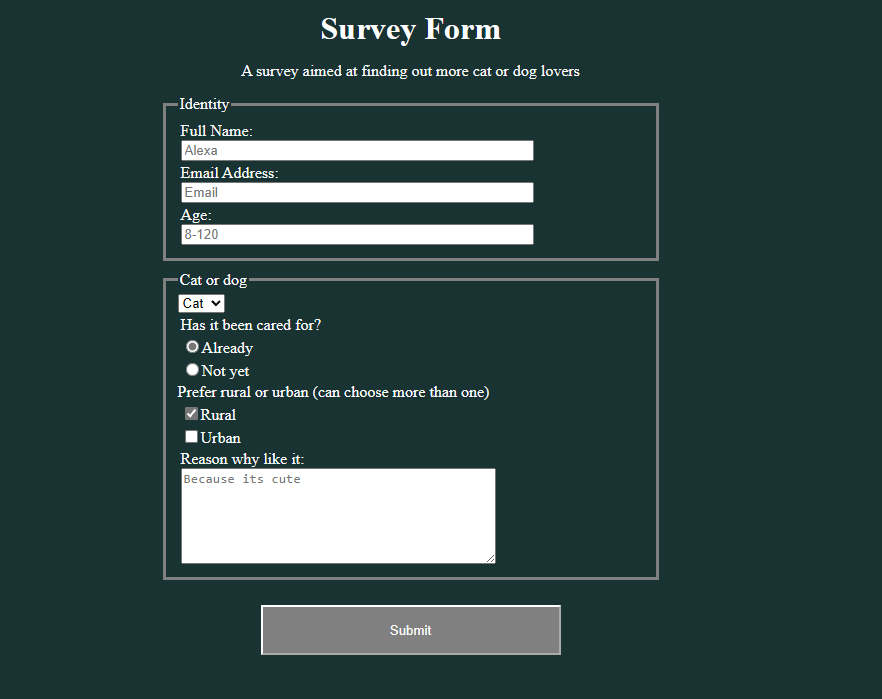 Survey Form
A survey aimed at finding out more cat or dog lovers
Identity
Full Name:
Alexa
Email Address:
Email
Age:
8-120
Cat or dog
Cat
Has it been cared for?
Already
Not yet
Prefer rural or urban (can choose more than one)
Rural
Urban
Reason why like it:
Because its cute
Submit